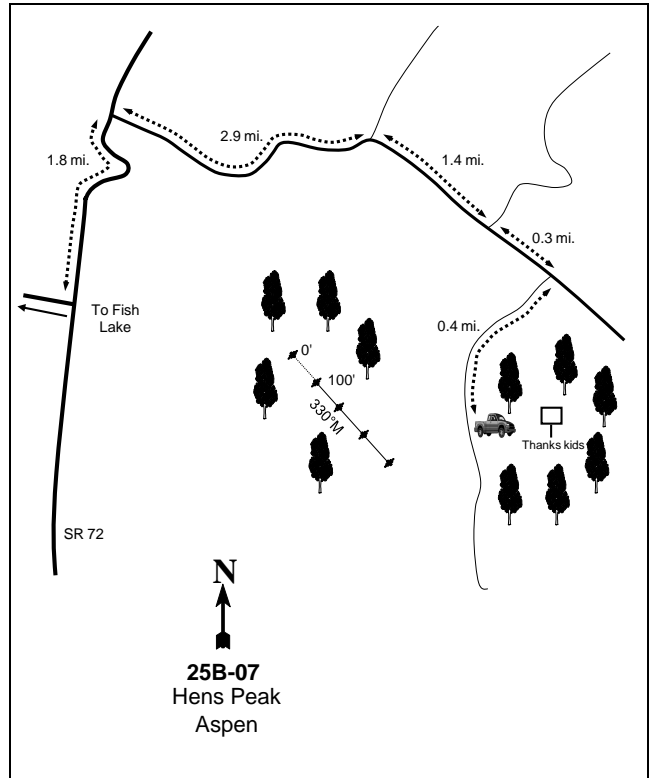 2.9 mi.
1.8 mi.
1.4 mi.
0.3 mi.
To Fish
Lake
0.4 mi.
0'
100'
330°M
Thanks kids
SR 72
N
25B-07
Hens Peak
Aspen